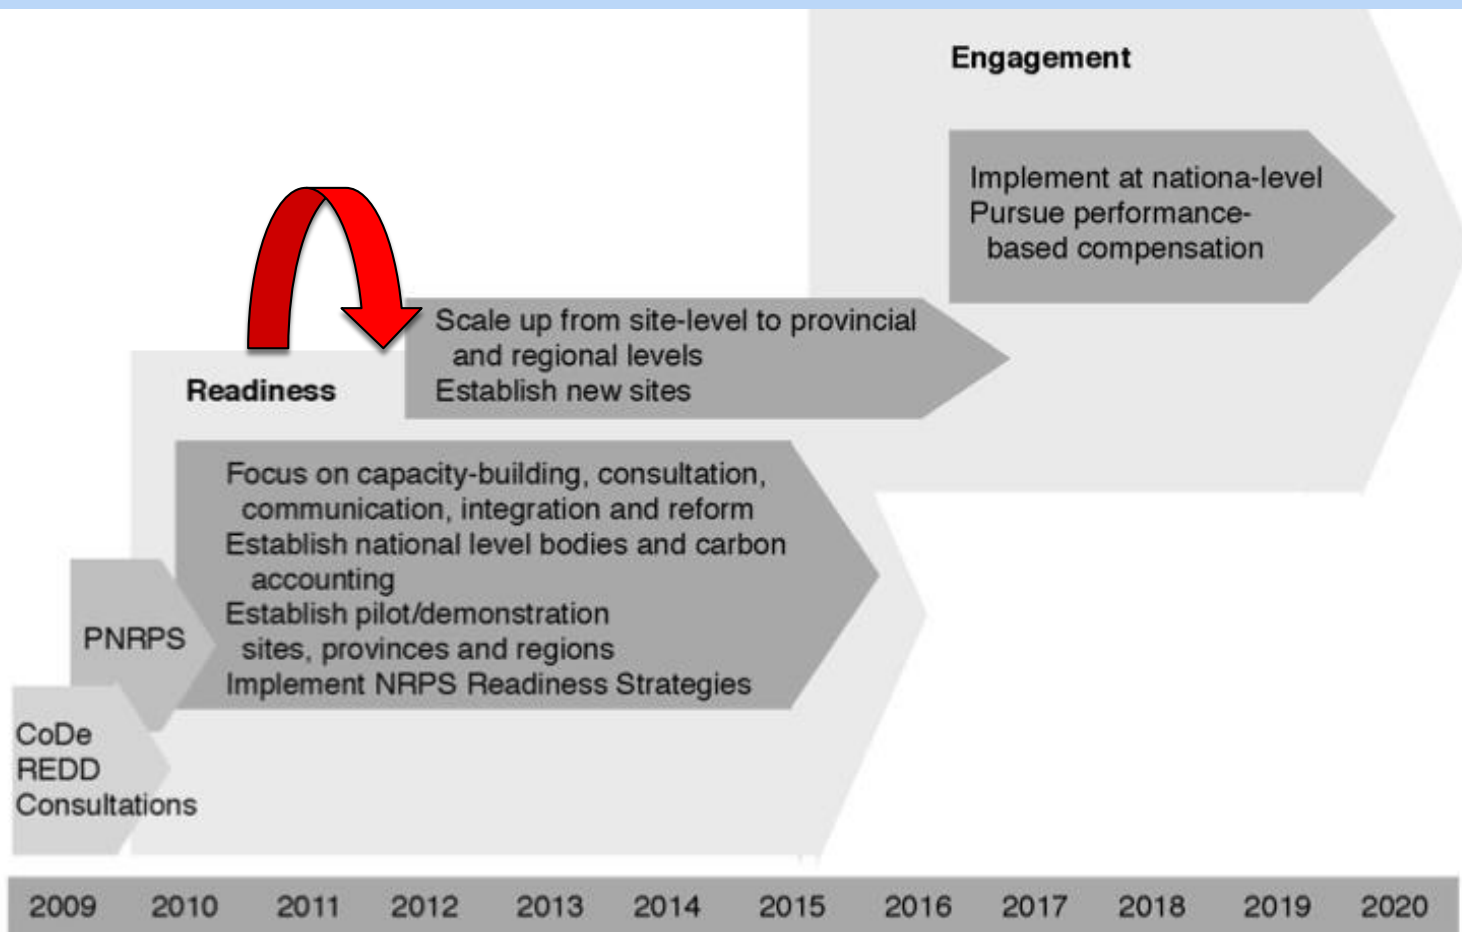 Engagement
Implement at nationa-level
Pursue performance-
based compensation
Scale up from site-level to provincial
and regional levels
Establish new sites
Readiness
Focus on capacity-building, consultation,
communication, integration and reform
Establish national level bodies and carbon
accounting
Establish pilot/demonstration
sites, provinces and regions
Implement NRPS Readiness Strategies
PNRPS
CoDe
REDD
Consultations
2009 2010 2011 2012 2013 2014 2015 2016 2017 2018 2019 2020